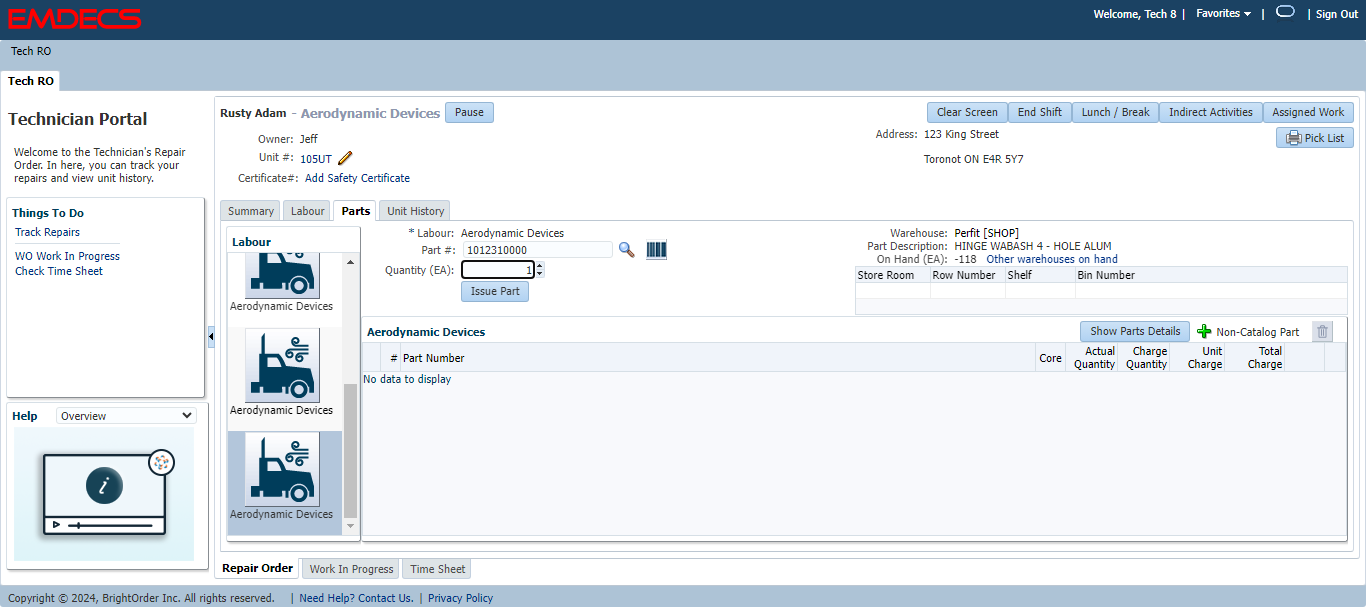 EMDECS
Welcome, Tech 8 | Favorites | | Sign Out
Tech RO
Tech RO
Technician Portal
Welcome to the Technician's Repair
Order. In here, you can track your
repairs and view unit history.
Things To Do
Track Repairs
WO Work In Progress
Check Time Sheet
Help Overview
i
Rusty Adam - Aerodynamic Devices Pause
Clear Screen End Shift Lunch / Break Indirect Activities Assigned Work
Pick List
Owner: Jeff
Unit #: 105UT
Certificate#: Add Safety Certificate
Address: 123 King Street
Toronot ON E4R 5Y7
Summary Labour Parts Unit History
Labour
Aerodynamic Devices
Aerodynamic Devices
Aerodynamic Devices
* Labour: Aerodynamic Devices
Part #: 1012310000
Quantity (EA): 1
Issue Part
Warehouse: Perfit [SHOP]
Part Description: HINGE WABASH 4 - HOLE ALUM
On Hand (EA): -118 Other warehouses on hand
Store Room Row Number Shelf Bin Number
Aerodynamic Devices Show Parts Details Non-Catalog Part
# Part Number Core Actual Quantity Charge Quantity Unit Charge Total Charge
No data to display
Repair Order Work In Progress Time Sheet
Copyright © 2024, BrightOrder Inc. All rights reserved. | Need Help? Contact Us. | Privacy Policy